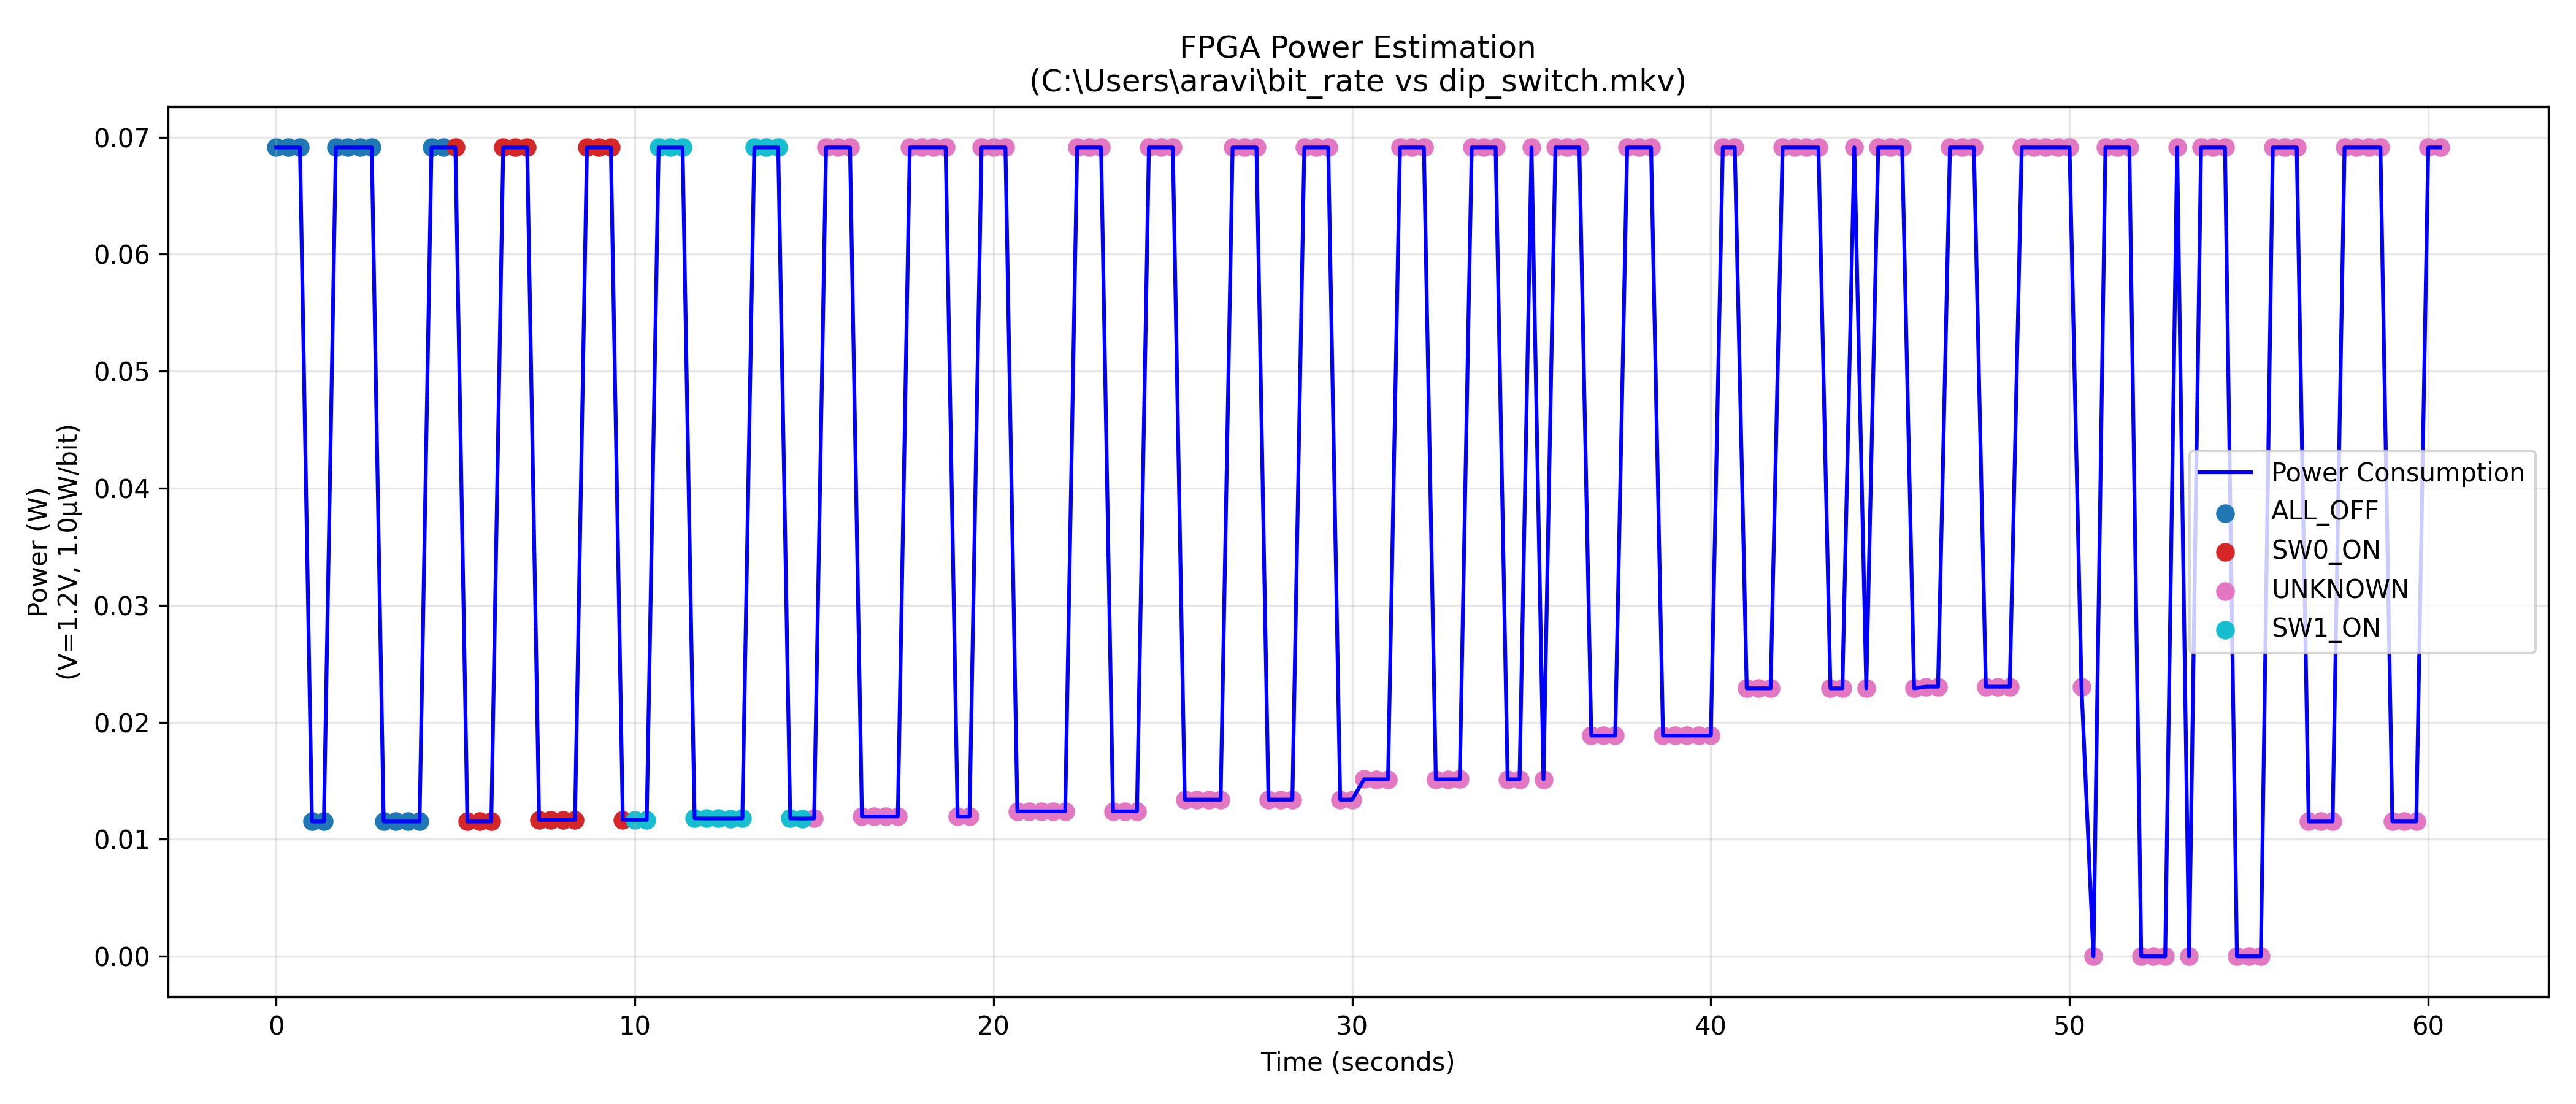 FPGA Power Estimation
(C:\Users\aravi\bit_rate vs dip_switch.mkv)
Power (W)
(V=1.2V, 1.0µW/bit)
0.07
0.06
0.05
0.04
0.03
0.02
0.01
0.00
Power Consumption
ALL_OFF
SW0_ON
UNKNOWN
SW1_ON
0
10
20
30
40
50
60
Time (seconds)